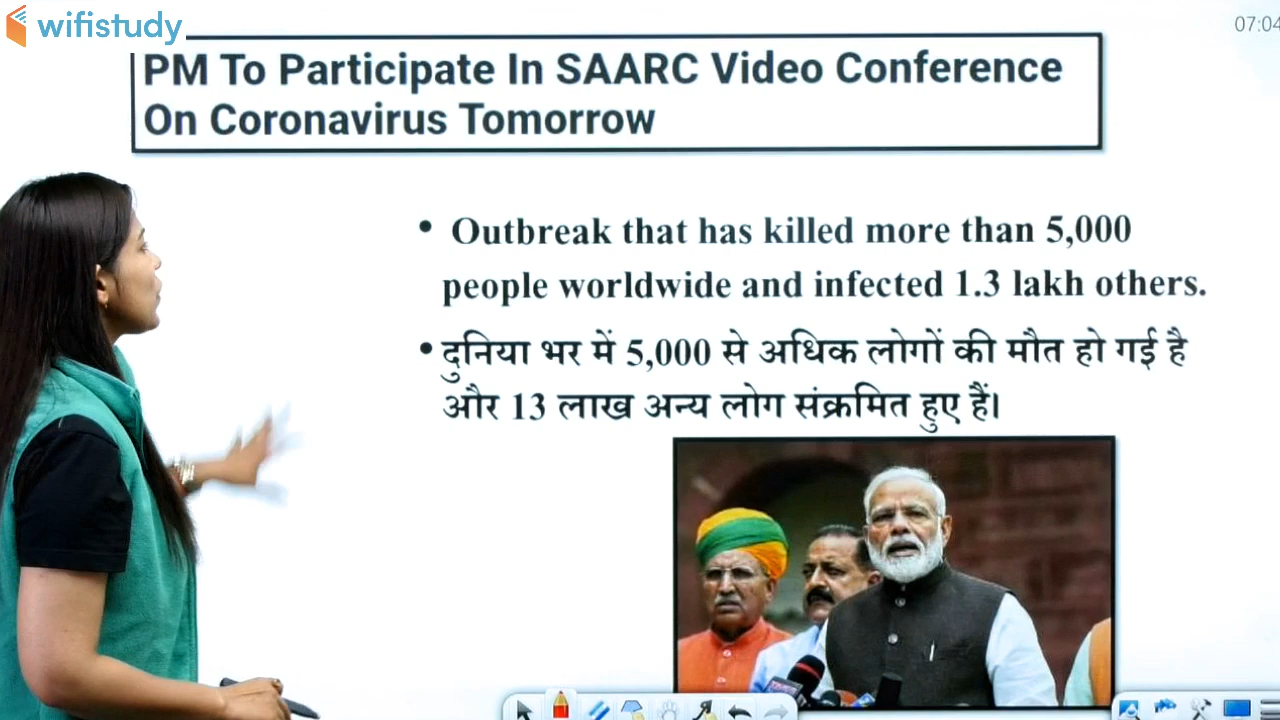 wifistudy
07:04
PM To Participate In SAARC Video Conference
On Coronavirus Tomorrow
• Outbreak that has killed more than 5,000
people worldwide and infected 1.3 lakh others.
• दुनिया भर में 5,000 से अधिक लोगों की मौत हो गई है
और 13 लाख अन्य लोग संक्रमित हुए हैं।